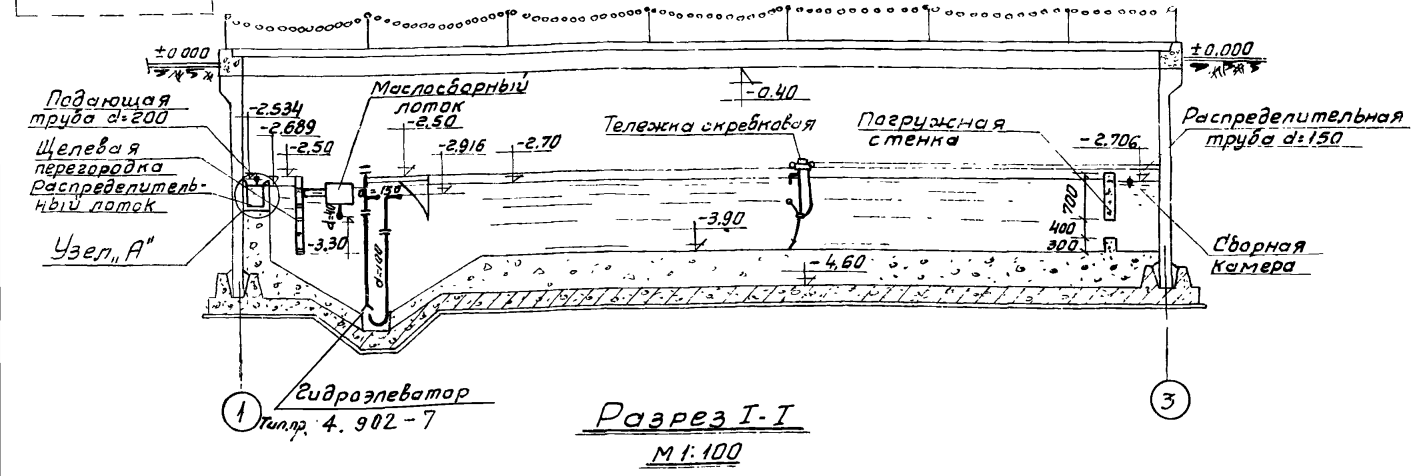 ±0.000
±0.000
Маслосборный
лоток
-0.40
Подающая
труба d=200
-2.534
-2.689
-2.50
-2.50
-2.916
-2.70
Тележка скребковая
Погружная
стенка
-2.706
Распределительная
труба d=150
Щелевая
перегородка
Распределитель-
ный лоток
Узел „А"
-3.30
d=100
-3.90
-4.60
700
400
300
Сборная
камера
Гидроэлеватор
Тип.пр. 4.902-7
1
3
Разрез I-I
М 1:100